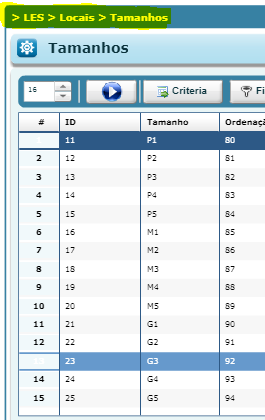 > LES > Locais > Tamanhos
Tamanhos
16 Criteria Fi
# ID Tamanho Ordenaç
11 P1 80
2 12 P2 81
3 13 P3 82
4 14 P4 83
5 15 P5 84
6 16 M1 85
7 17 M2 86
8 18 M3 87
9 19 M4 88
10 20 M5 89
11 21 G1 90
12 22 G2 91
13 23 G3 92
14 24 G4 93
15 25 G5 94